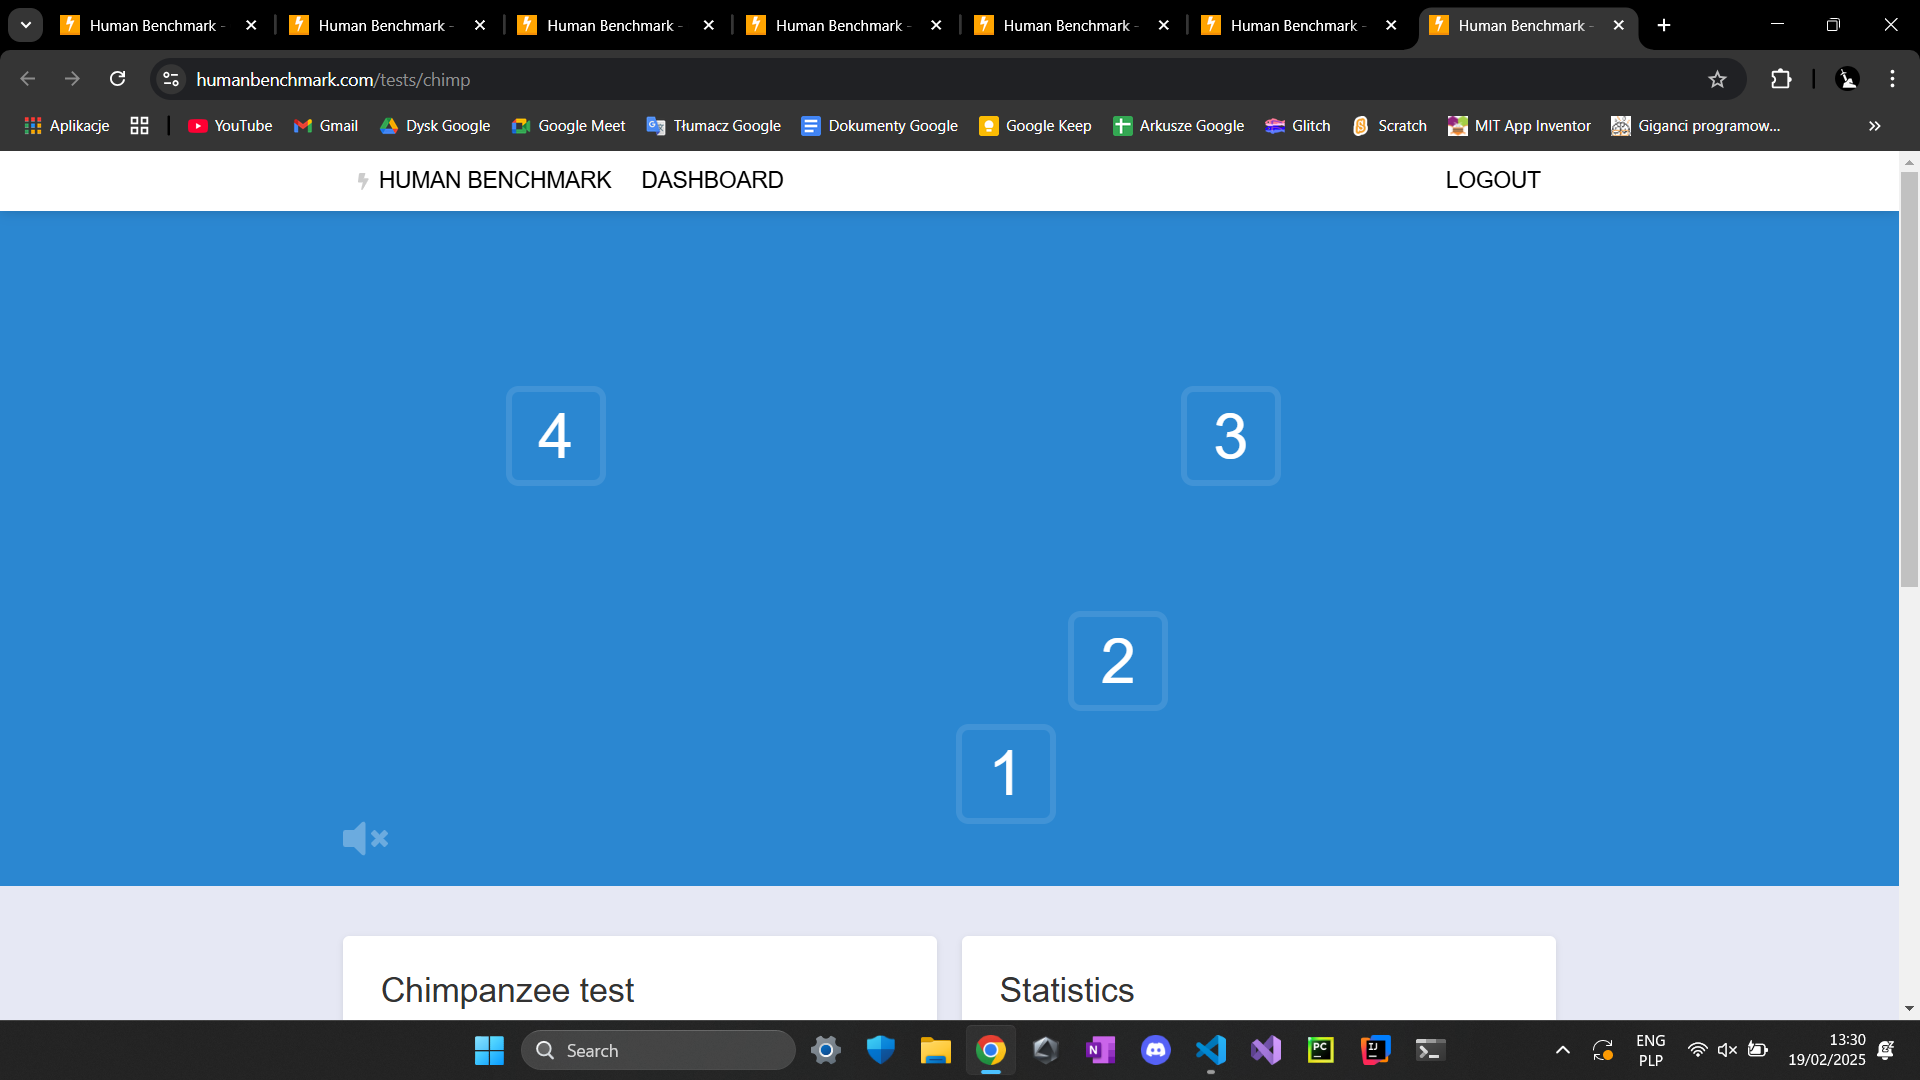 Human Benchmark - Human Benchmark - Human Benchmark - Human Benchmark - Human Benchmark - Human Benchmark - Human Benchmark -
humanbenchmark.com/tests/chimp
Aplikacje YouTube Gmail Dysk Google Google Meet Tłumacz Google Dokumenty Google Google Keep Arkusze Google Glitch Scratch MIT App Inventor Giganci programow...
HUMAN BENCHMARK DASHBOARD LOGOUT
4 3
2
1
Chimpanzee test Statistics
Search
ENG
PLP
13:30
19/02/2025